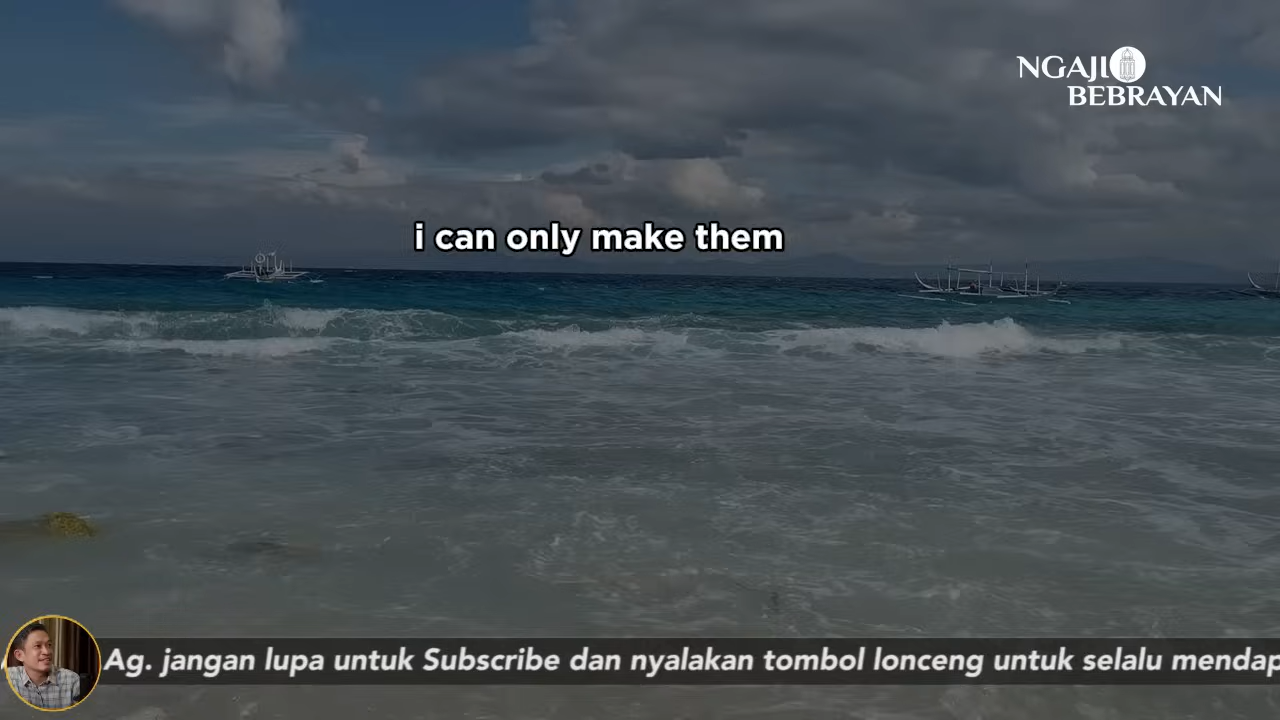 NGAJI
BEBRAYAN
i can only make them
Ag. jangan lupa untuk Subscribe dan nyalakan tombol lonceng untuk selalu mendap